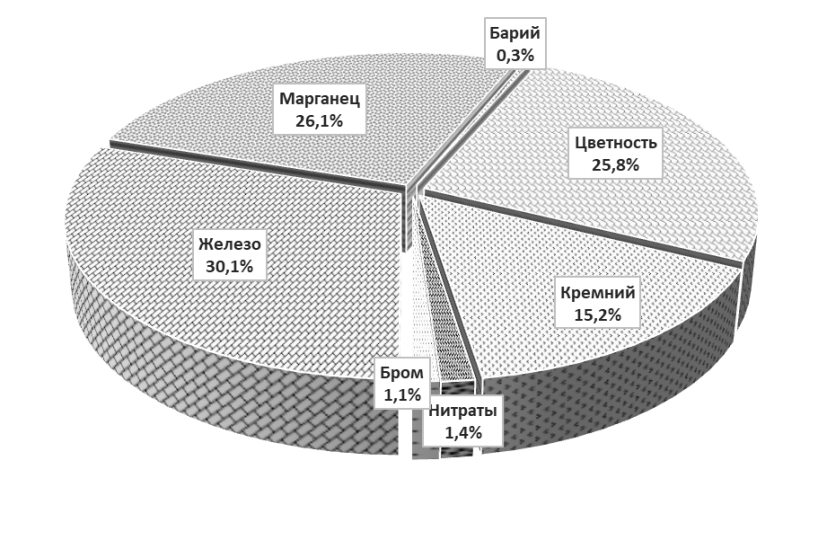 Барий
0,3%
Марганец
26,1%
Цветность
25,8%
Железо
30,1%
Кремний
15,2%
Бром
1,1%
Нитраты
1,4%